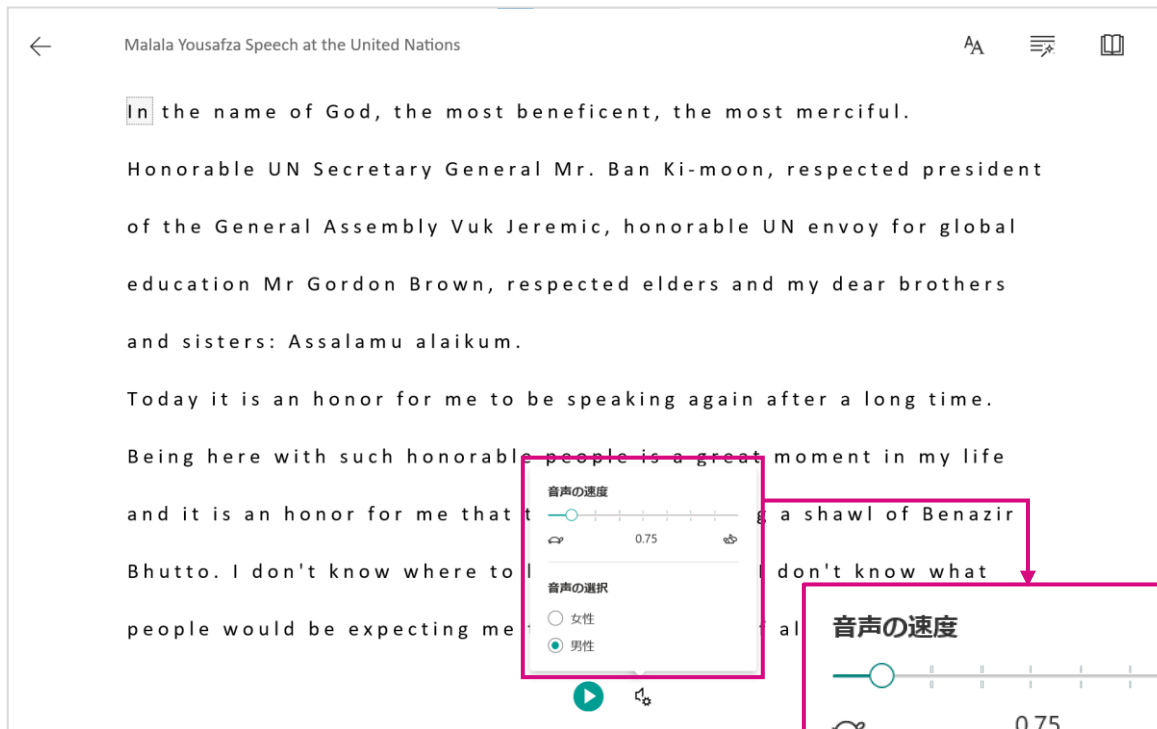 Malala Yousafza Speech at the United Nations
AA
In the name of God, the most beneficent, the most merciful.
Honorable UN Secretary General Mr. Ban Ki-moon, respected president
of the General Assembly Vuk Jeremic, honorable UN envoy for global
education Mr Gordon Brown, respected elders and my dear brothers
and sisters: Assalamu alaikum.
Today it is an honor for me to be speaking again after a long time.
Being here with such honorable people is a great moment in my life
and it is an honor for me that t g a shawl of Benazir
Bhutto. I don't know where to l I don't know what
people would be expecting me t f al
音声の速度
0.75
音声の選択
女性
男性
音声の速度
0.75